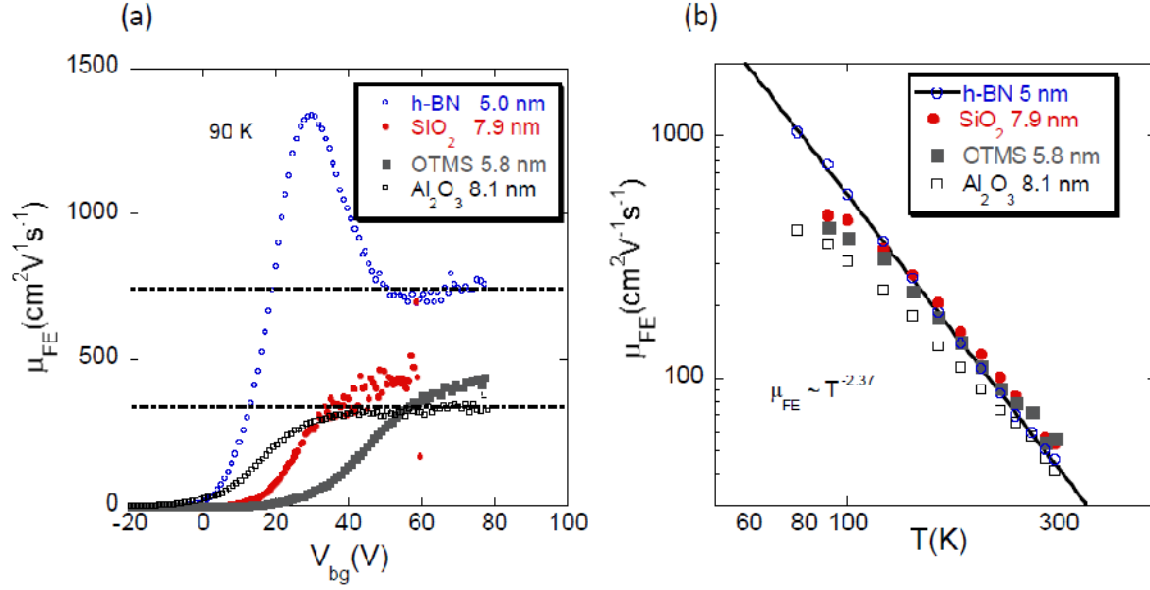 (a)
1500
1000
500
0
μFE(cm²V¹s⁻¹)
90 K
h-BN 5.0 nm
SiO₂ 7.9 nm
OTMS 5.8 nm
Al₂O₃ 8.1 nm
-20 0 20 40 60 80 100
Vbg(V)
(b)
1000
100
μFE(cm²V⁻¹s⁻¹)
h-BN 5 nm
SiO₂ 7.9 nm
OTMS 5.8 nm
Al₂O₃ 8.1 nm
μFE ~ T⁻²·³⁷
60 80 100 300
T(K)